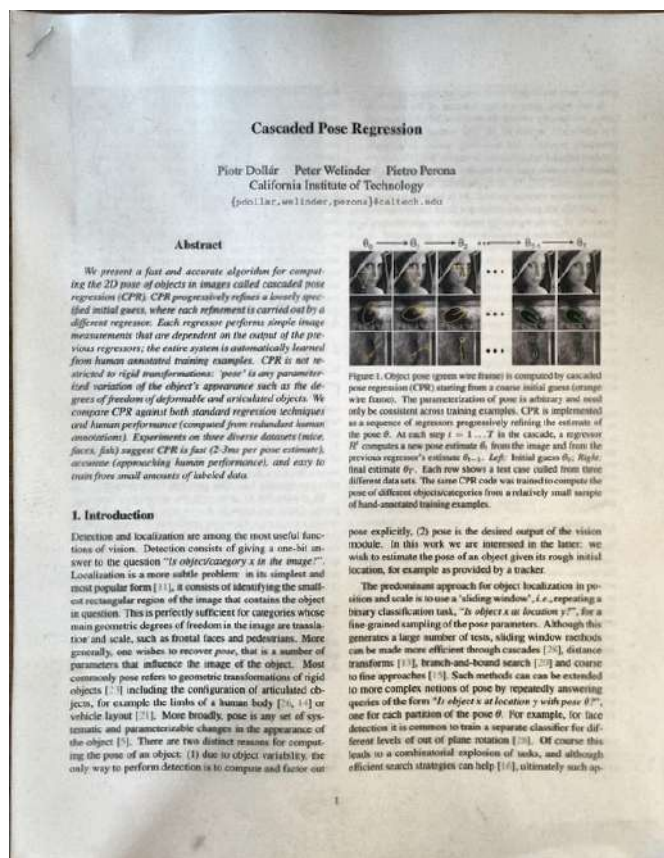 Cascaded Pose Regression
Piotr Dollár Peter Welinder Pietro Perona
California Institute of Technology
{pdollar,welinder,perona}@caltech.edu
Abstract
We present a fast and accurate algorithm for comput-
ing the 2D pose of objects in images called cascaded pose
regression (CPR). CPR progressively refines a loosely spec-
ified initial guess, where each refinement is carried out by a
different regressor. Each regressor performs simple image
measurements that are dependent on the output of the pre-
vious regressors; the entire system is automatically learned
from human annotated training examples. CPR is not re-
stricted to rigid transformations: 'pose' is any parameter-
ized variation of the object's appearance such as the de-
grees of freedom of deformable and articulated objects. We
compare CPR against both standard regression techniques
and human performance (computed from redundant human
annotations). Experiments on three diverse datasets (mice,
faces, fish) suggest CPR is fast (2-3ms per pose estimate),
accurate (approaching human performance), and easy to
train from small amounts of labeled data.
1. Introduction
Detection and localization are among the most useful func-
tions of vision. Detection consists of giving a one-bit an-
swer to the question "Is object/category x in the image?".
Localization is a more subtle problem: in its simplest and
most popular form [11], it consists of identifying the small-
est rectangular region of the image that contains the object
in question. This is perfectly sufficient for categories whose
main geometric degrees of freedom in the image are transla-
tion and scale, such as frontal faces and pedestrians. More
generally, one wishes to recover pose, that is a number of
parameters that influence the image of the object. Most
commonly pose refers to geometric transformations of rigid
objects [23] including the configuration of articulated ob-
jects, for example the limbs of a human body [26, 14] or
vehicle layout [21]. More broadly, pose is any set of sys-
tematic and parameterizable changes in the appearance of
the object [5]. There are two distinct reasons for comput-
ing the pose of an object: (1) due to object variability, the
only way to perform detection is to compute and factor out
θ0 θ1 θ2 ... θT-1 θT
Figure 1. Object pose (green wire frame) is computed by cascaded
pose regression (CPR) starting from a coarse initial guess (orange
wire frame). The parameterization of pose is arbitrary and need
only be consistent across training examples. CPR is implemented
as a sequence of regressors progressively refining the estimate of
the pose θ. At each step t = 1 . . . T in the cascade, a regressor
Rt computes a new pose estimate θt from the image and from the
previous regressor's estimate θt−1. Left: Initial guess θ0; Right:
final estimate θT. Each row shows a test case culled from three
different data sets. The same CPR code was trained to compute the
pose of different objects/categories from a relatively small sample
of hand-annotated training examples.
pose explicitly, (2) pose is the desired output of the vision
module. In this work we are interested in the latter: we
wish to estimate the pose of an object given its rough initial
location, for example as provided by a tracker.
The predominant approach for object localization in po-
sition and scale is to use a 'sliding window', i.e., repeating a
binary classification task, "Is object x at location y?", for a
fine-grained sampling of the pose parameters. Although this
generates a large number of tests, sliding window methods
can be made more efficient through cascades [28], distance
transforms [13], branch-and-bound search [20] and coarse
to fine approaches [15]. Such methods can be extended
to more complex notions of pose by repeatedly answering
queries of the form "Is object x at location y with pose θ?",
one for each partition of the pose θ. For example, for face
detection it is common to train a separate classifier for dif-
ferent levels of out of plane rotation [28]. Of course this
leads to a combinatorial explosion of tasks, and although
efficient search strategies can help [16], ultimately such ap-
1